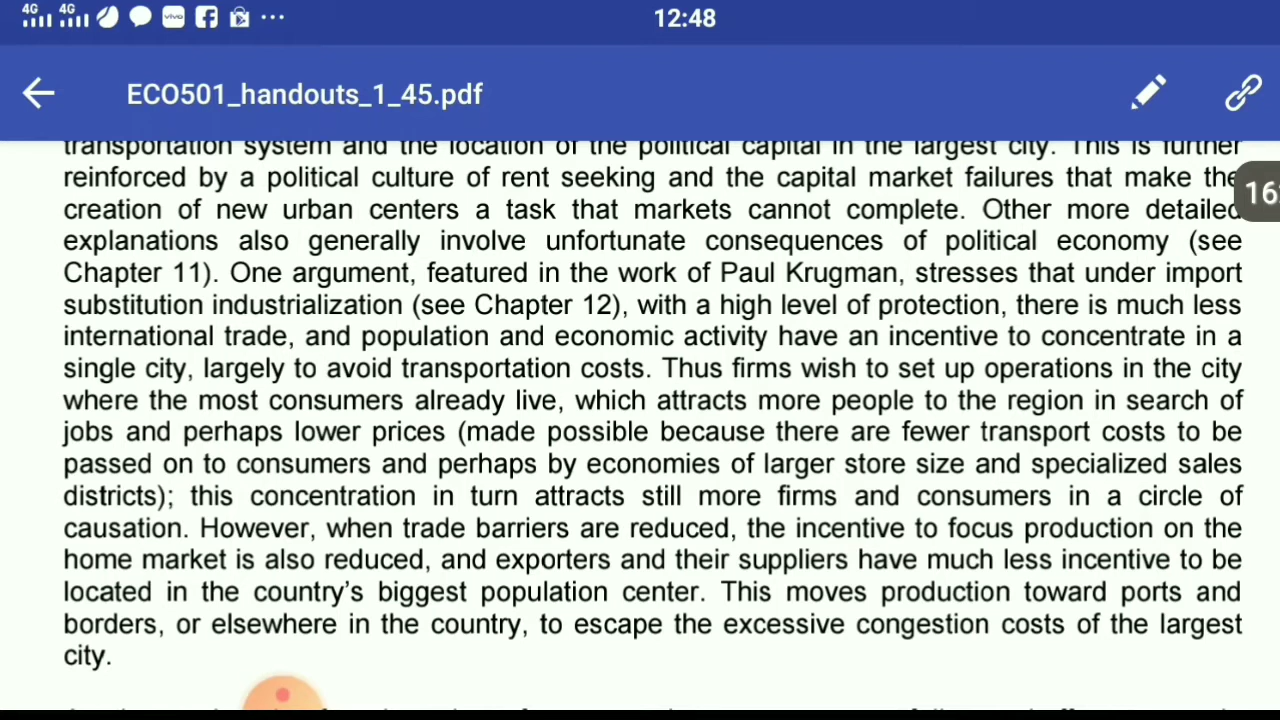 4G 4G vivo 12:48
ECO501_handouts_1_45.pdf
transportation system and the location of the political capital in the largest city. This is further
reinforced by a political culture of rent seeking and the capital market failures that make the
16
creation of new urban centers a task that markets cannot complete. Other more detailed
explanations also generally involve unfortunate consequences of political economy (see
Chapter 11). One argument, featured in the work of Paul Krugman, stresses that under import
substitution industrialization (see Chapter 12), with a high level of protection, there is much less
international trade, and population and economic activity have an incentive to concentrate in a
single city, largely to avoid transportation costs. Thus firms wish to set up operations in the city
where the most consumers already live, which attracts more people to the region in search of
jobs and perhaps lower prices (made possible because there are fewer transport costs to be
passed on to consumers and perhaps by economies of larger store size and specialized sales
districts); this concentration in turn attracts still more firms and consumers in a circle of
causation. However, when trade barriers are reduced, the incentive to focus production on the
home market is also reduced, and exporters and their suppliers have much less incentive to be
located in the country's biggest population center. This moves production toward ports and
borders, or elsewhere in the country, to escape the excessive congestion costs of the largest
city.